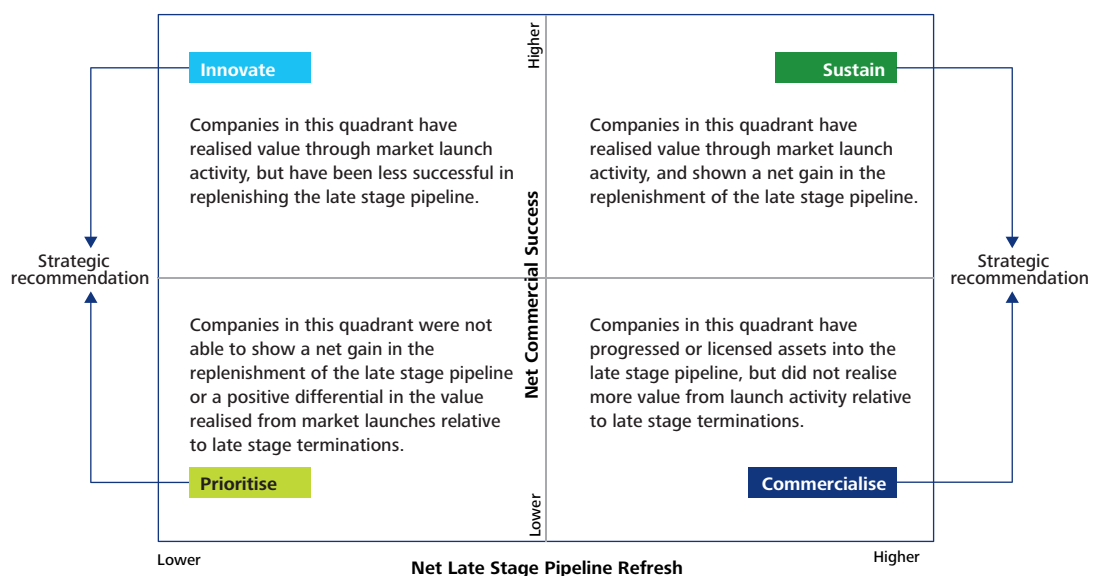 Higher
Innovate
Sustain
Companies in this quadrant have
realised value through market launch
activity, but have been less successful in
replenishing the late stage pipeline.
Companies in this quadrant have
realised value through market launch
activity, and shown a net gain in the
replenishment of the late stage pipeline.
Strategic
recommendation
Net Commercial Success
Strategic
recommendation
Companies in this quadrant were not
able to show a net gain in the
replenishment of the late stage pipeline
or a positive differential in the value
realised from market launches relative
to late stage terminations.
Companies in this quadrant have
progressed or licensed assets into the
late stage pipeline, but did not realise
more value from launch activity relative
to late stage terminations.
Prioritise
Commercialise
Lower
Lower
Net Late Stage Pipeline Refresh
Higher